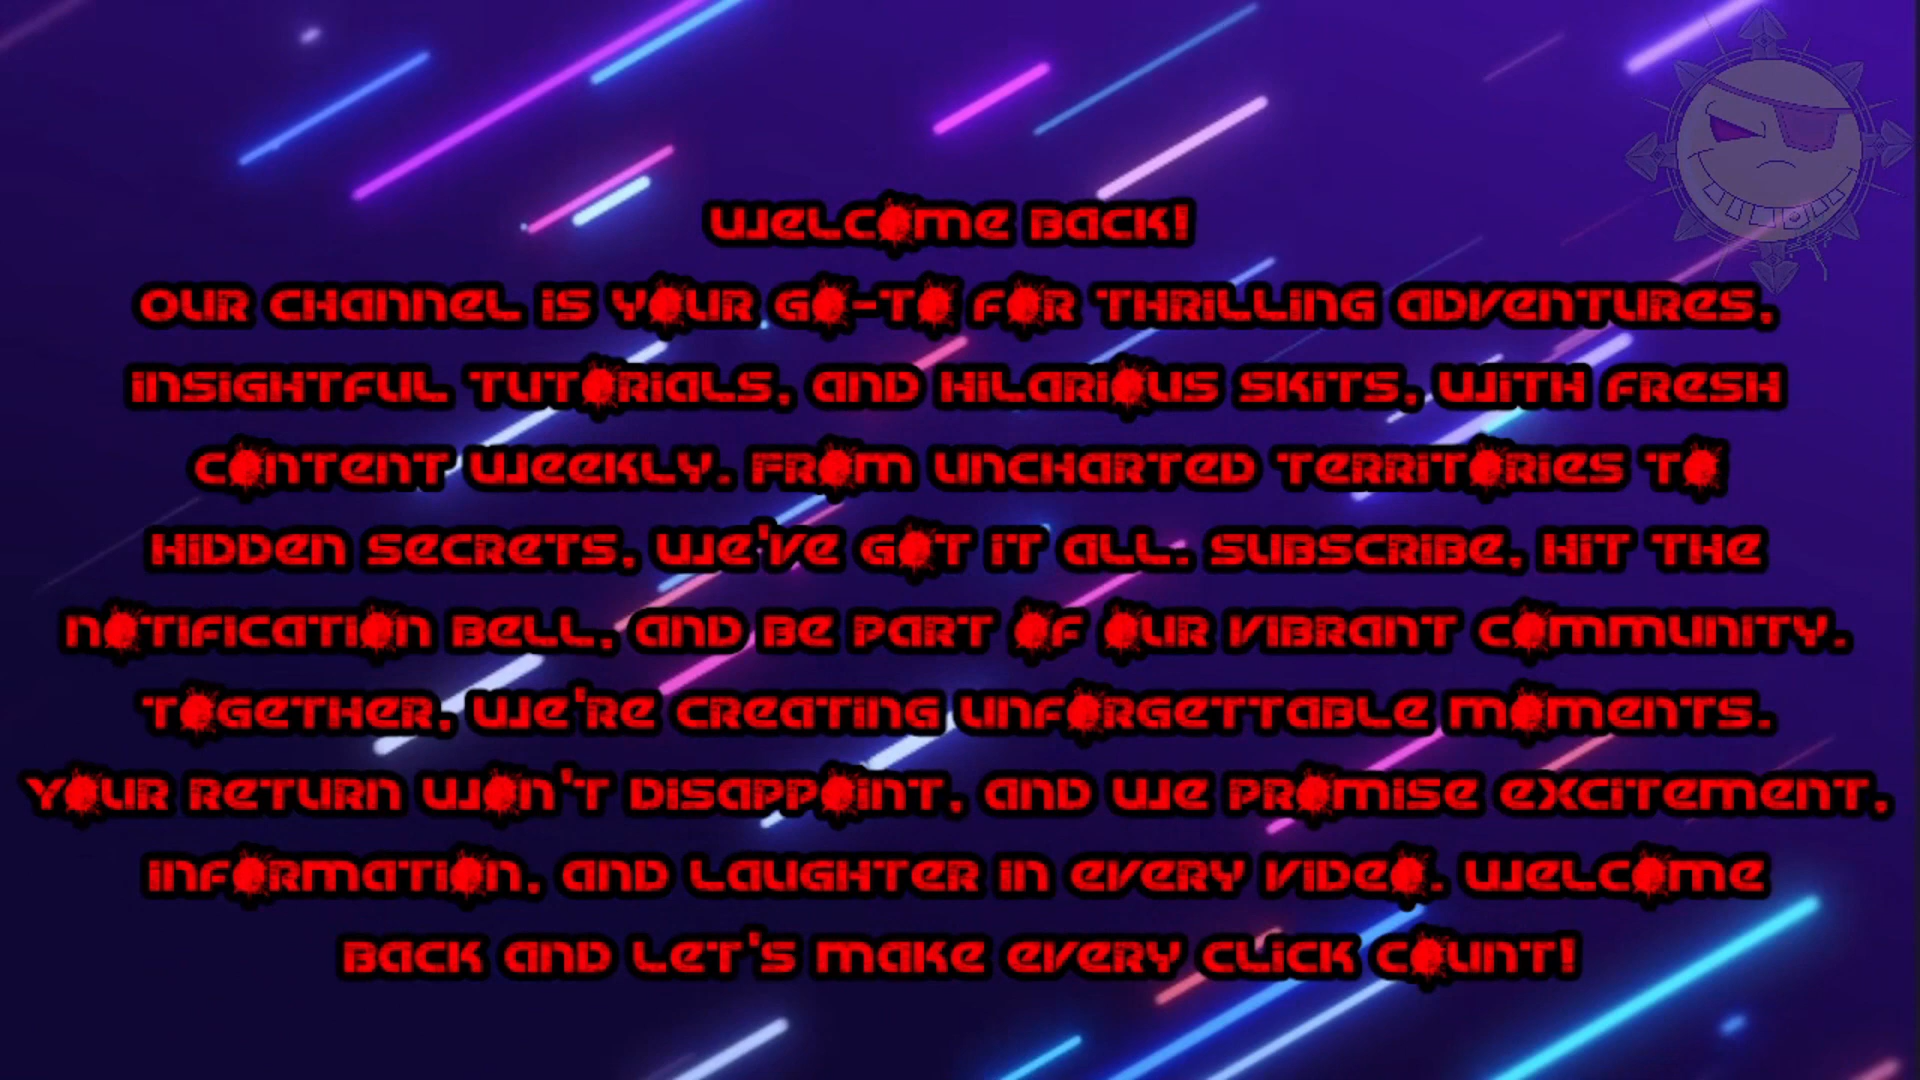 Welcome back!
Our channel is your go-to for thrilling adventures,
insightful tutorials, and hilarious skits, with fresh
content weekly. From uncharted territories to
hidden secrets, we've got it all. Subscribe, hit the
notification bell, and be part of our vibrant community.
Together, we're creating unforgettable moments.
Your return won't disappoint, and we promise excitement,
information, and laughter in every video. Welcome
back and let's make every click count!